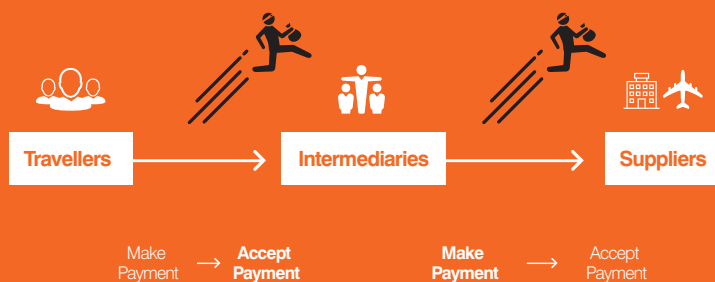 Travellers
Intermediaries
Suppliers
Make
Payment
Accept
Payment
Make
Payment
Accept
Payment